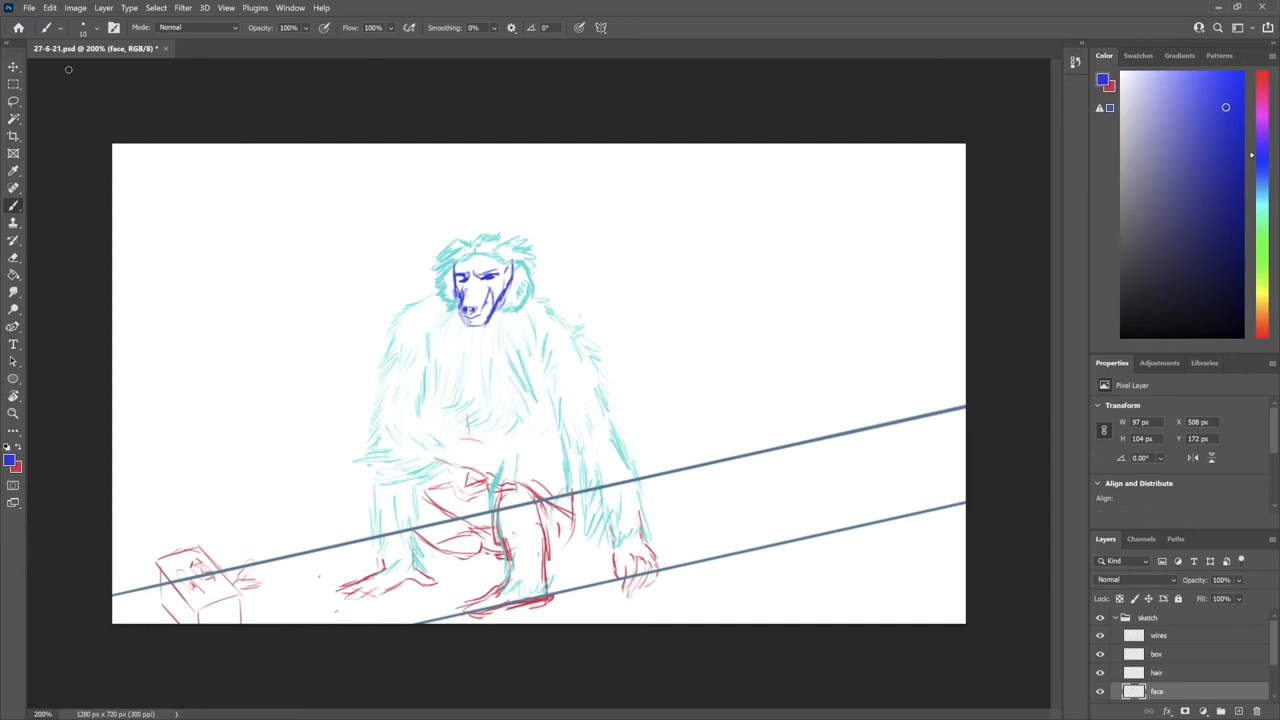 File Edit Image Layer Type Select Filter 3D View Plugins Window Help
10 Mode: Normal Opacity: 100% Flow: 100% Smoothing: 0% 0°
27-6-21.psd @ 200% (face, RGB/8) *
Color Swatches Gradients Patterns
Properties Adjustments Libraries
Pixel Layer
Transform
W 97 px X 508 px
H 104 px Y 172 px
0.00°
Align and Distribute
Align:
Layers Channels Paths
Kind
Normal Opacity: 100%
Lock: Fill: 100%
sketch
wires
box
hair
face
200% 1280 px x 720 px (300 ppi)